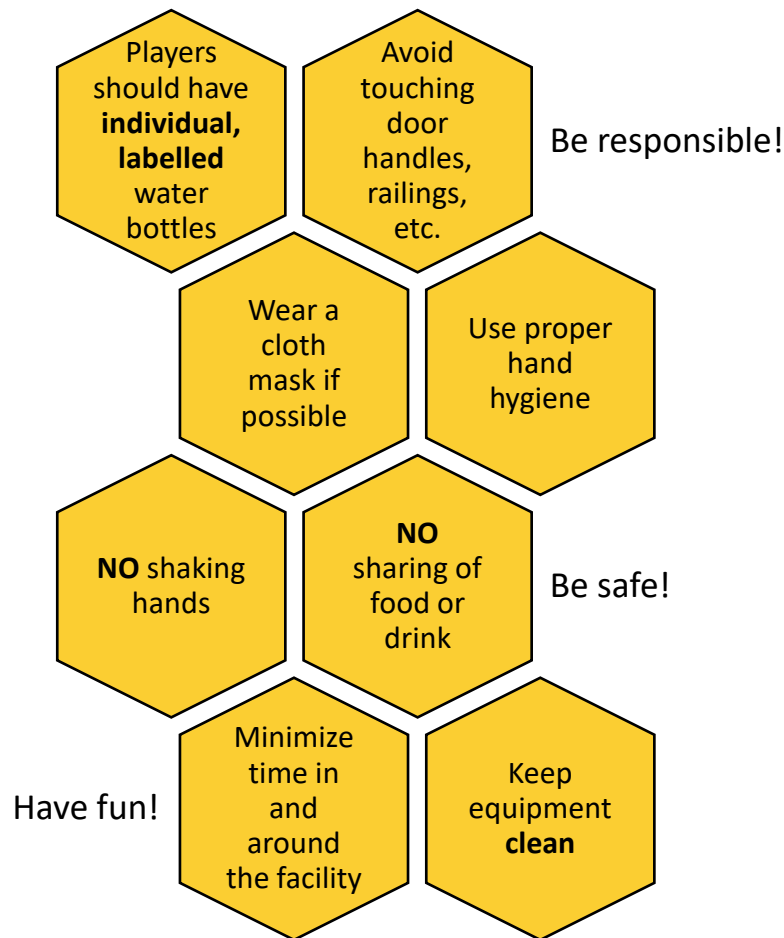 Players
should have
individual,
labelled
water
bottles
Avoid
touching
door
handles,
railings,
etc.
Be responsible!
Wear a
cloth
mask if
possible
Use proper
hand
hygiene
NO shaking
hands
NO
sharing of
food or
drink
Be safe!
Have fun!
Minimize
time in
and
around
the facility
Keep
equipment
clean